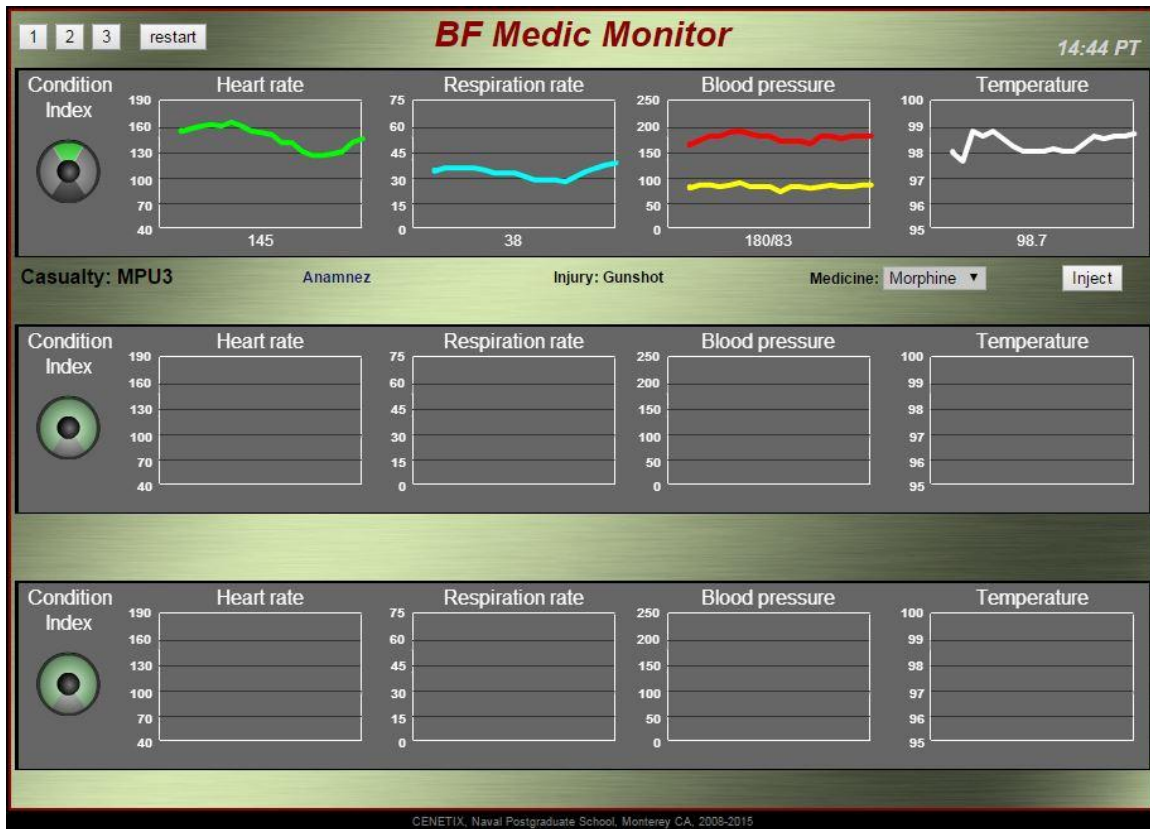 1 2 3 restart BF Medic Monitor 14:44 PT
Condition Index Heart rate Respiration rate Blood pressure Temperature
190 75 250 100
160 60 200 99
130 45 150 98
100 30 100 97
70 15 50 96
40 0 0 95
145 38 180/83 98.7
Casualty: MPU3 Anamnez Injury: Gunshot Medicine: Morphine ▼ Inject
Condition Index Heart rate Respiration rate Blood pressure Temperature
190 75 250 100
160 60 200 99
130 45 150 98
100 30 100 97
70 15 50 96
40 0 0 95
Condition Index Heart rate Respiration rate Blood pressure Temperature
190 75 250 100
160 60 200 99
130 45 150 98
100 30 100 97
70 15 50 96
40 0 0 95
CENETIX, Naval Postgraduate School, Monterey CA, 2008-2015